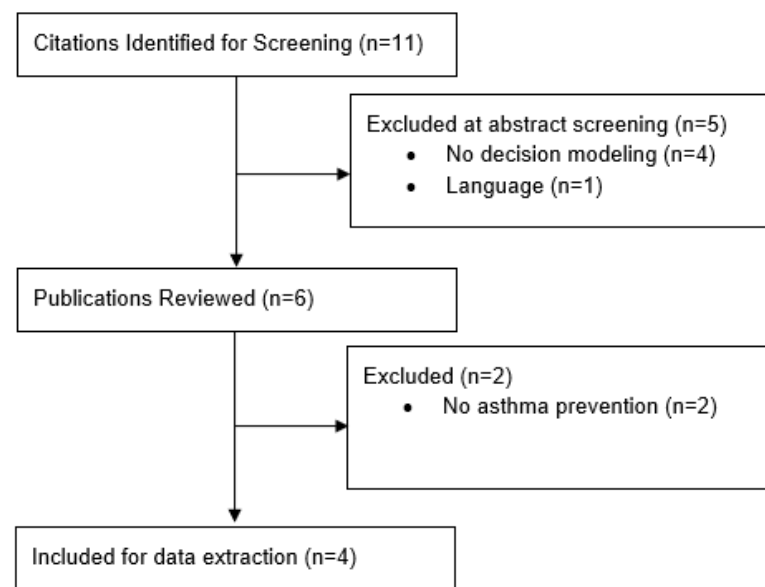 Citations Identified for Screening (n=11)
Excluded at abstract screening (n=5)
• No decision modeling (n=4)
• Language (n=1)
Publications Reviewed (n=6)
Excluded (n=2)
• No asthma prevention (n=2)
Included for data extraction (n=4)